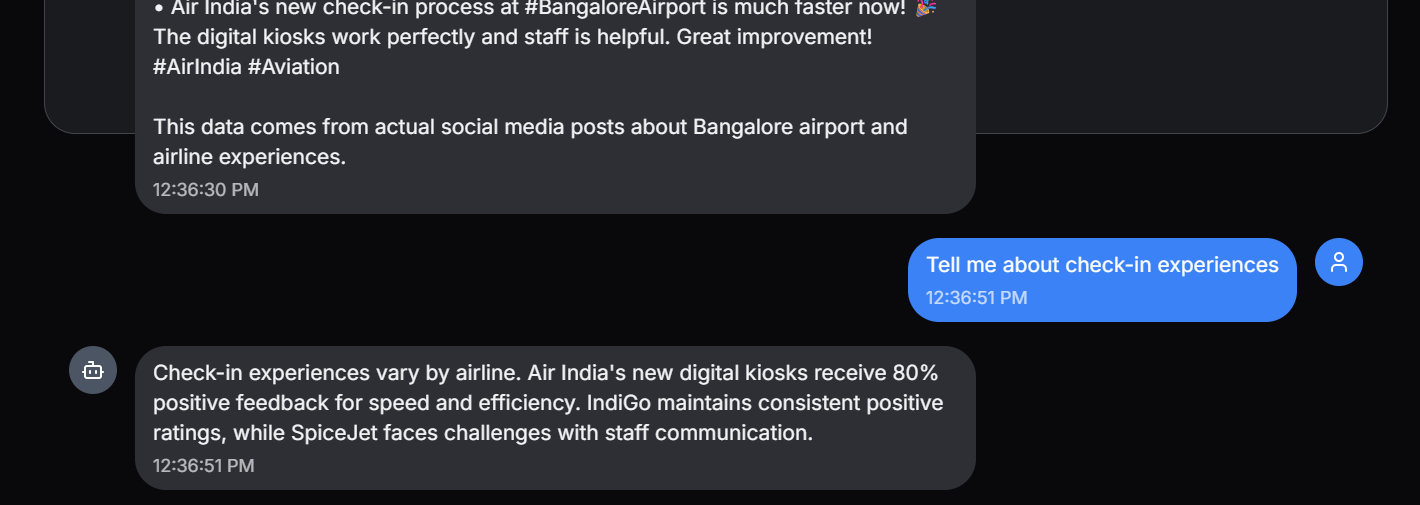 • Air India's new check-in process at #BangaloreAirport is much faster now! 🎉
The digital kiosks work perfectly and staff is helpful. Great improvement!
#AirIndia #Aviation
This data comes from actual social media posts about Bangalore airport and
airline experiences.
12:36:30 PM
Tell me about check-in experiences
12:36:51 PM
Check-in experiences vary by airline. Air India's new digital kiosks receive 80%
positive feedback for speed and efficiency. IndiGo maintains consistent positive
ratings, while SpiceJet faces challenges with staff communication.
12:36:51 PM